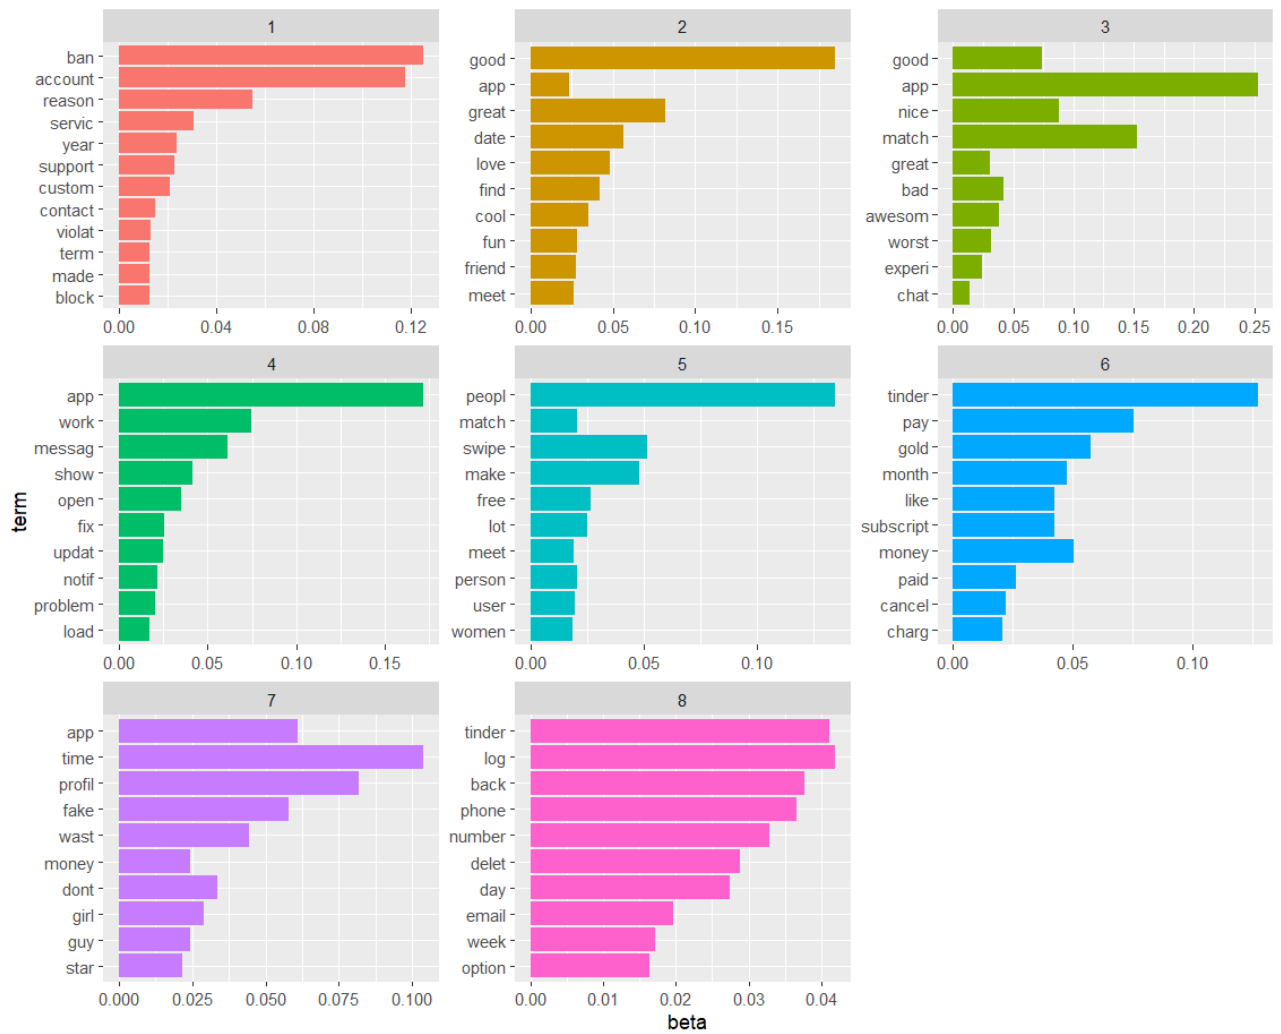 1
ban
account
reason
servic
year
support
custom
contact
violat
term
made
block
0.00 0.04 0.08 0.12
2
good
app
great
date
love
find
cool
fun
friend
meet
0.00 0.05 0.10 0.15
3
good
app
nice
match
great
bad
awesom
worst
experi
chat
0.00 0.05 0.10 0.15 0.20 0.25
term
4
app
work
messag
show
open
fix
updat
notif
problem
load
0.00 0.05 0.10 0.15
5
peopl
match
swipe
make
free
lot
meet
person
user
women
0.00 0.05 0.10
6
tinder
pay
gold
month
like
subscript
money
paid
cancel
charg
0.00 0.05 0.10
7
app
time
profil
fake
wast
money
dont
girl
guy
star
0.000 0.025 0.050 0.075 0.100
8
tinder
log
back
phone
number
delet
day
email
week
option
0.00 0.01 0.02 0.03 0.04
beta